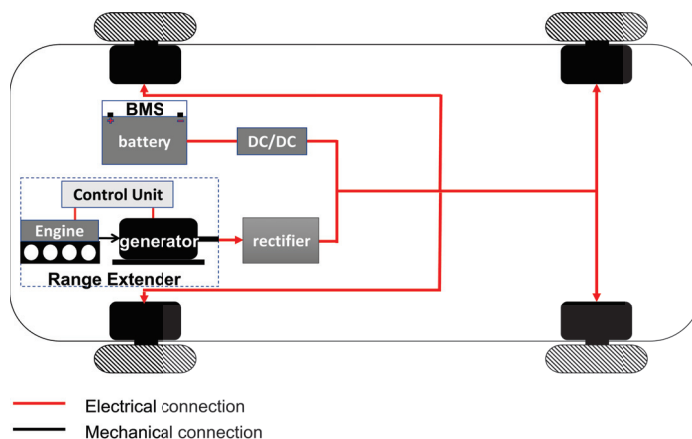 BMS
battery
DC/DC
Control Unit
Engine
generator
rectifier
Range Extender
Electrical connection
Mechanical connection